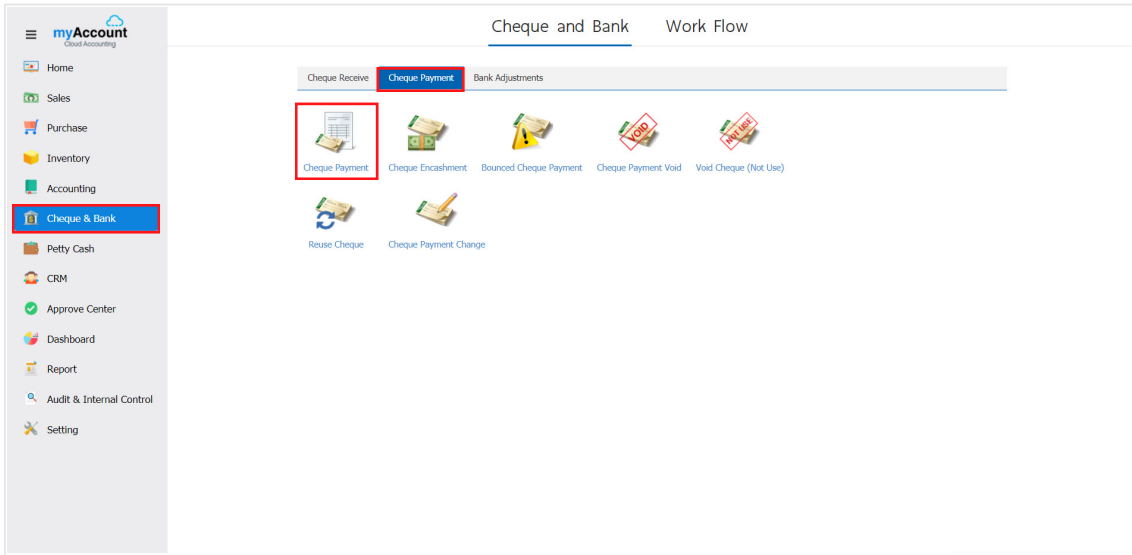 myAccount
Cloud Accounting
Cheque and Bank Work Flow
Home
Sales
Purchase
Inventory
Accounting
Cheque & Bank
Petty Cash
CRM
Approve Center
Dashboard
Report
Audit & Internal Control
Setting
Cheque Receive Cheque Payment Bank Adjustments
VOID
NOT USE
Cheque Payment Cheque Encashment Bounced Cheque Payment Cheque Payment Void Void Cheque (Not Use)
Reuse Cheque Cheque Payment Change